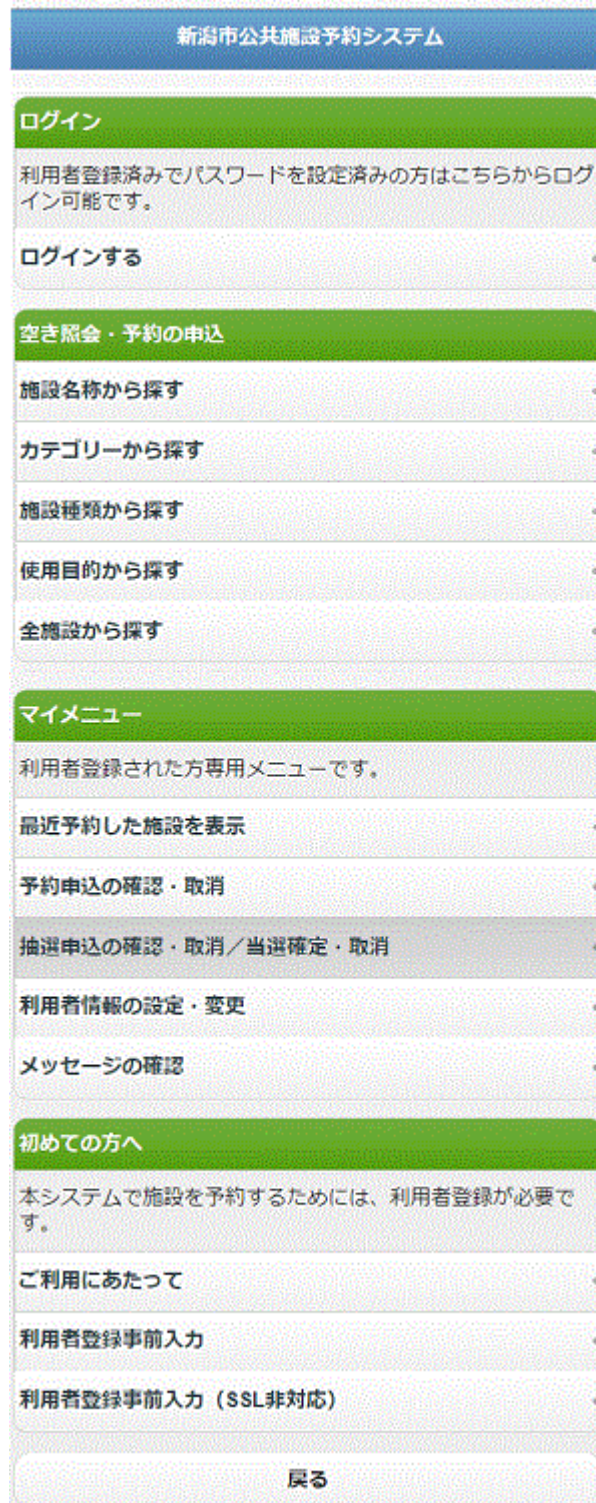 新潟市公共施設予約システム
ログイン
利用者登録済みでパスワードを設定済みの方はこちらからログ
イン可能です。
ログインする
空き照会・予約の申込
施設名称から探す
カテゴリーから探す
施設種類から探す
使用目的から探す
全施設から探す
マイメニュー
利用者登録された方専用メニューです。
最近予約した施設を表示
予約申込の確認・取消
抽選申込の確認・取消／当選確定・取消
利用者情報の設定・変更
メッセージの確認
初めての方へ
本システムで施設を予約するためには、利用者登録が必要で
す。
ご利用にあたって
利用者登録事前入力
利用者登録事前入力（SSL非対応）
戻る